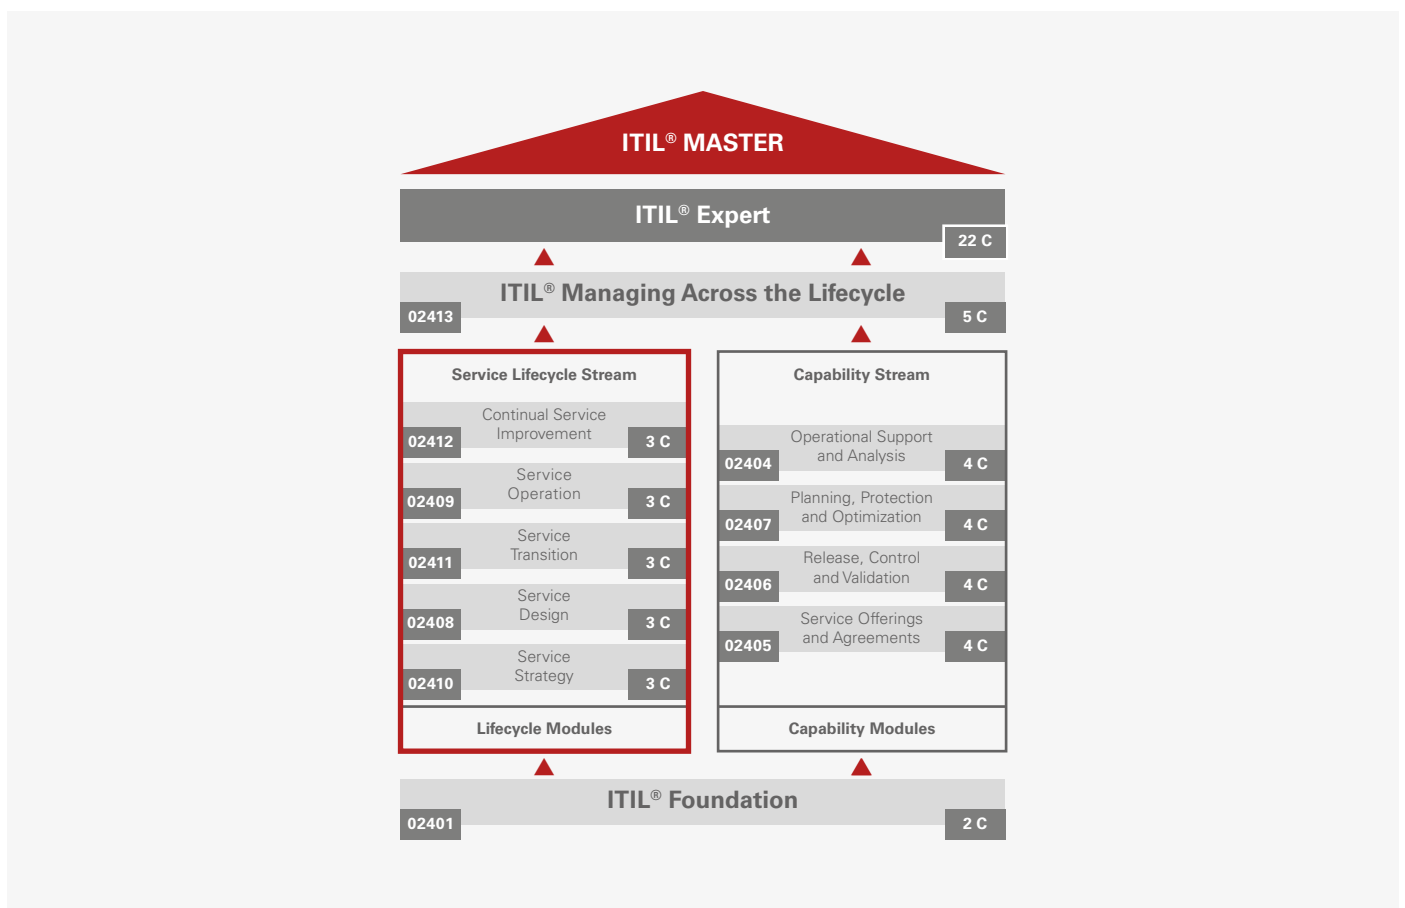 ITIL® MASTER
ITIL® Expert
22 C
ITIL® Managing Across the Lifecycle
02413
5 C
Service Lifecycle Stream
Continual Service
Improvement
02412
3 C
Service
Operation
02409
3 C
Service
Transition
02411
3 C
Service
Design
02408
3 C
Service
Strategy
02410
3 C
Lifecycle Modules
Capability Stream
Operational Support
and Analysis
02404
4 C
Planning, Protection
and Optimization
02407
4 C
Release, Control
and Validation
02406
4 C
Service Offerings
and Agreements
02405
4 C
Capability Modules
ITIL® Foundation
02401
2 C